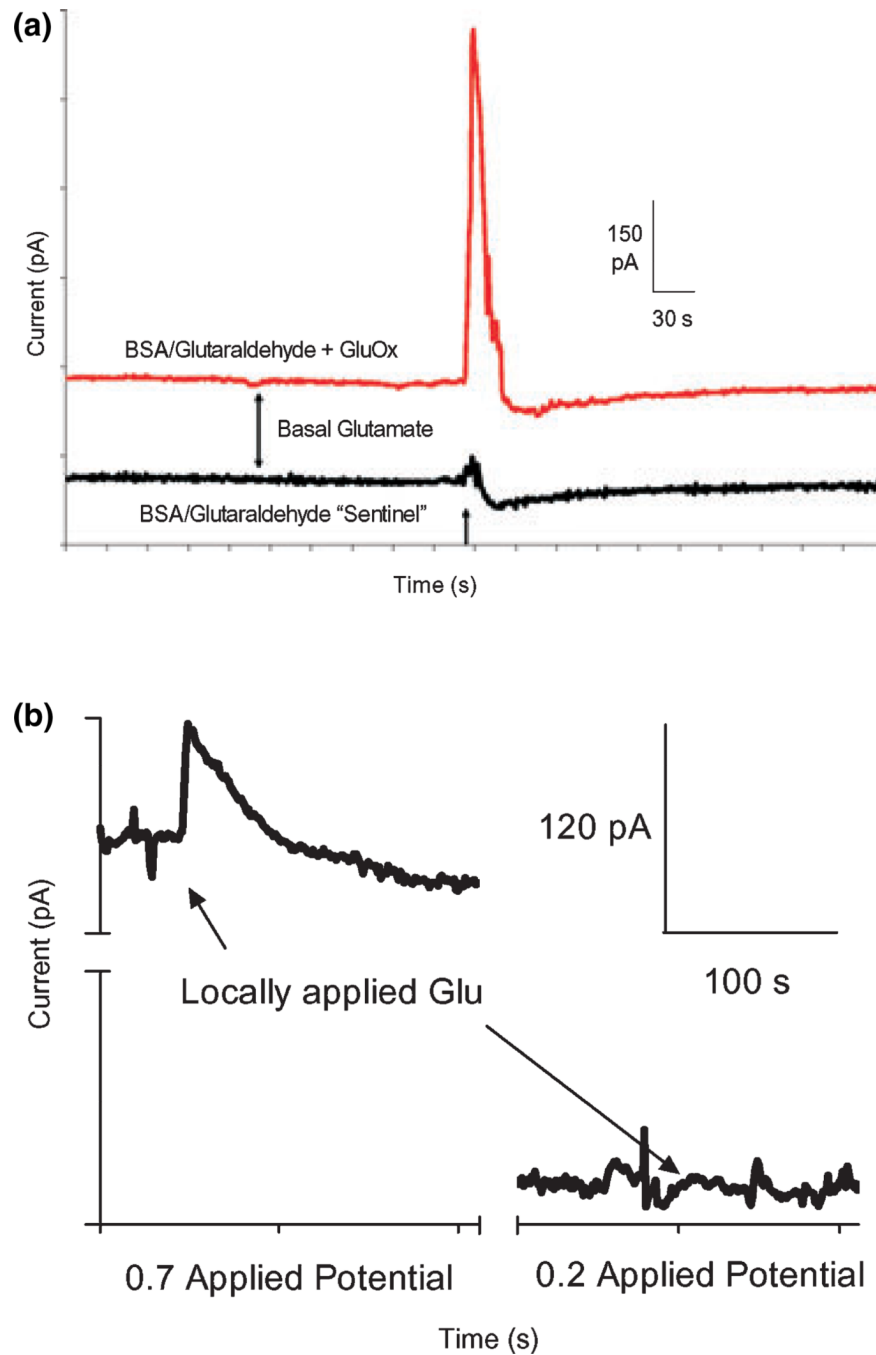 (a)
Current (pA)
150
pA
30 s
BSA/Glutaraldehyde + GluOx
Basal Glutamate
BSA/Glutaraldehyde “Sentinel”
Time (s)
(b)
Current (pA)
120 pA
100 s
Locally applied Glu
0.7 Applied Potential
0.2 Applied Potential
Time (s)